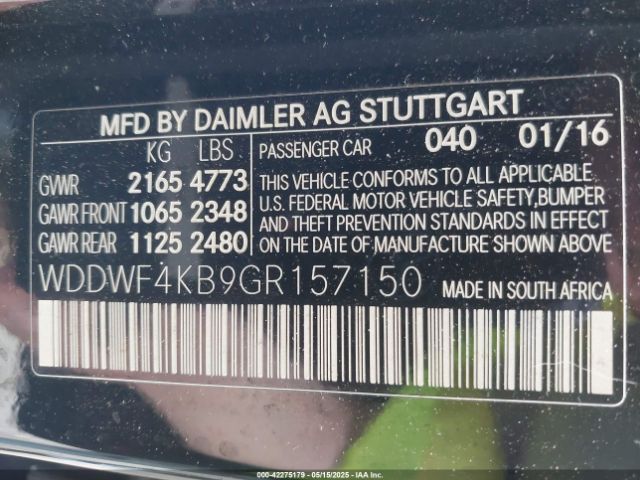 MFD BY DAIMLER AG STUTTGART
KG LBS
GVWR 2165 4773
GAWR FRONT 1065 2348
GAWR REAR 1125 2480
PASSENGER CAR 040 01/16
THIS VEHICLE CONFORMS TO ALL APPLICABLE
U.S. FEDERAL MOTOR VEHICLE SAFETY,BUMPER
AND THEFT PREVENTION STANDARDS IN EFFECT
ON THE DATE OF MANUFACTURE SHOWN ABOVE
WDDWF4KB9GR157150 MADE IN SOUTH AFRICA
000-42275179 - 05/15/2025 - IAAI.COM